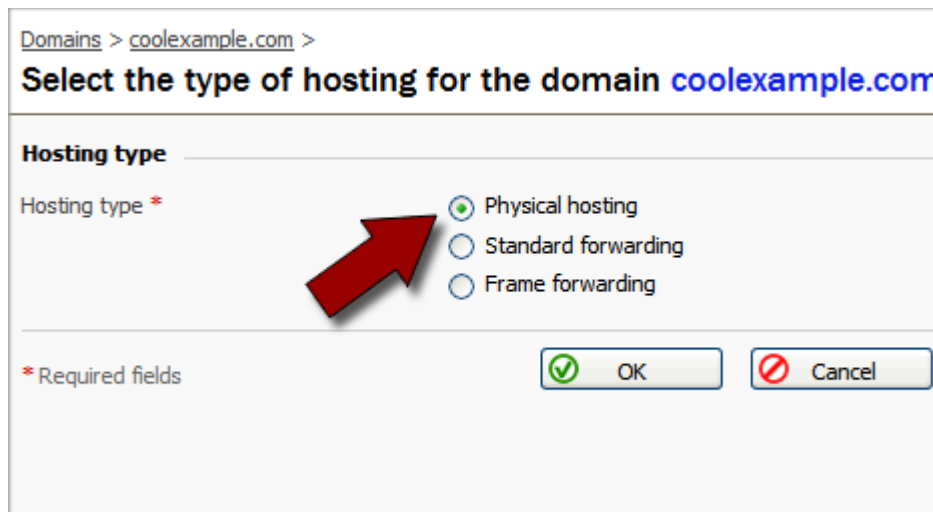 Domains > coolexample.com >
Select the type of hosting for the domain coolexample.com
Hosting type
Hosting type *
Physical hosting
Standard forwarding
Frame forwarding
* Required fields
OK
Cancel